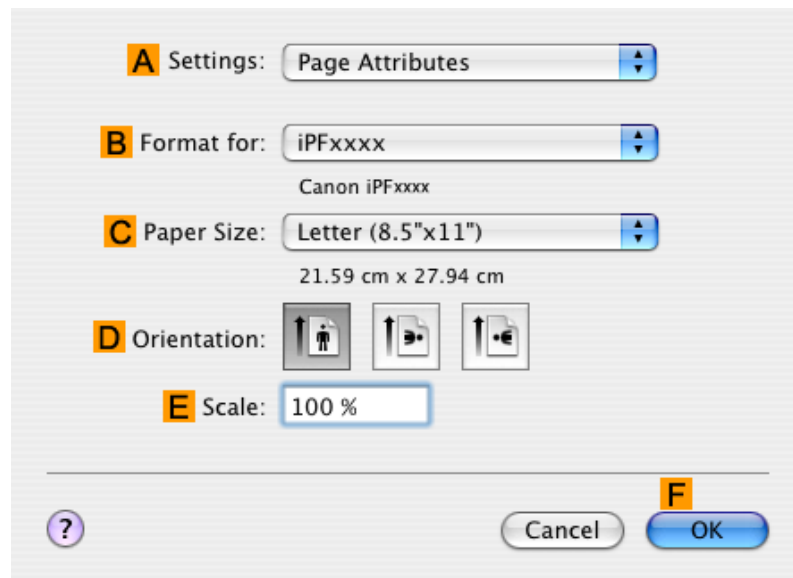 A Settings: Page Attributes
B Format for: iPFxxxx
Canon iPFxxxx
C Paper Size: Letter (8.5"x11")
21.59 cm x 27.94 cm
D Orientation:
E Scale: 100 %
F
? Cancel OK